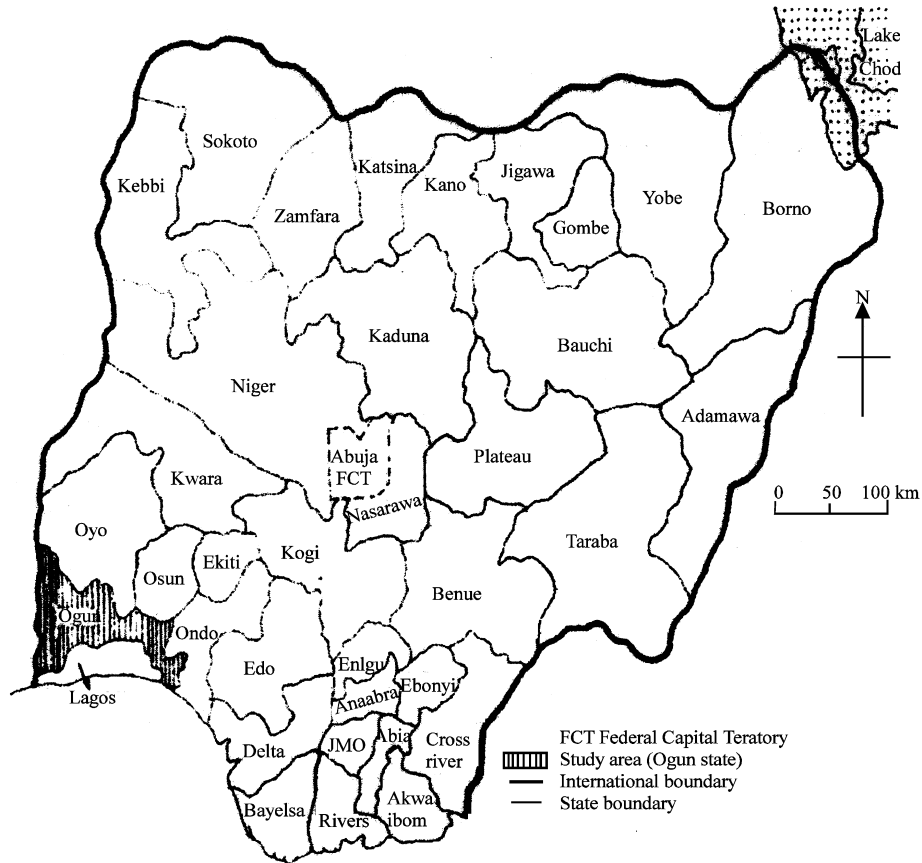 Lake
Chod
Sokoto
Katsina
Kebbi
Kano
Jigawa
Zamfara
Gombe
Yobe
Borno
N
Kaduna
Bauchi
Niger
Adamawa
Abuja
FCT
Plateau
Kwara
Nasarawa
0 50 100 km
Oyo
Taraba
Osun
Ekiti
Kogi
Benue
Ogun
Ondo
Edo
Enlgu
Ebonyi
Anaabra
Lagos
Delta
JMO
Abia
Cross
river
Bayelsa
Rivers
Akwa
ibom
FCT Federal Capital Teratory
Study area (Ogun state)
International boundary
State boundary